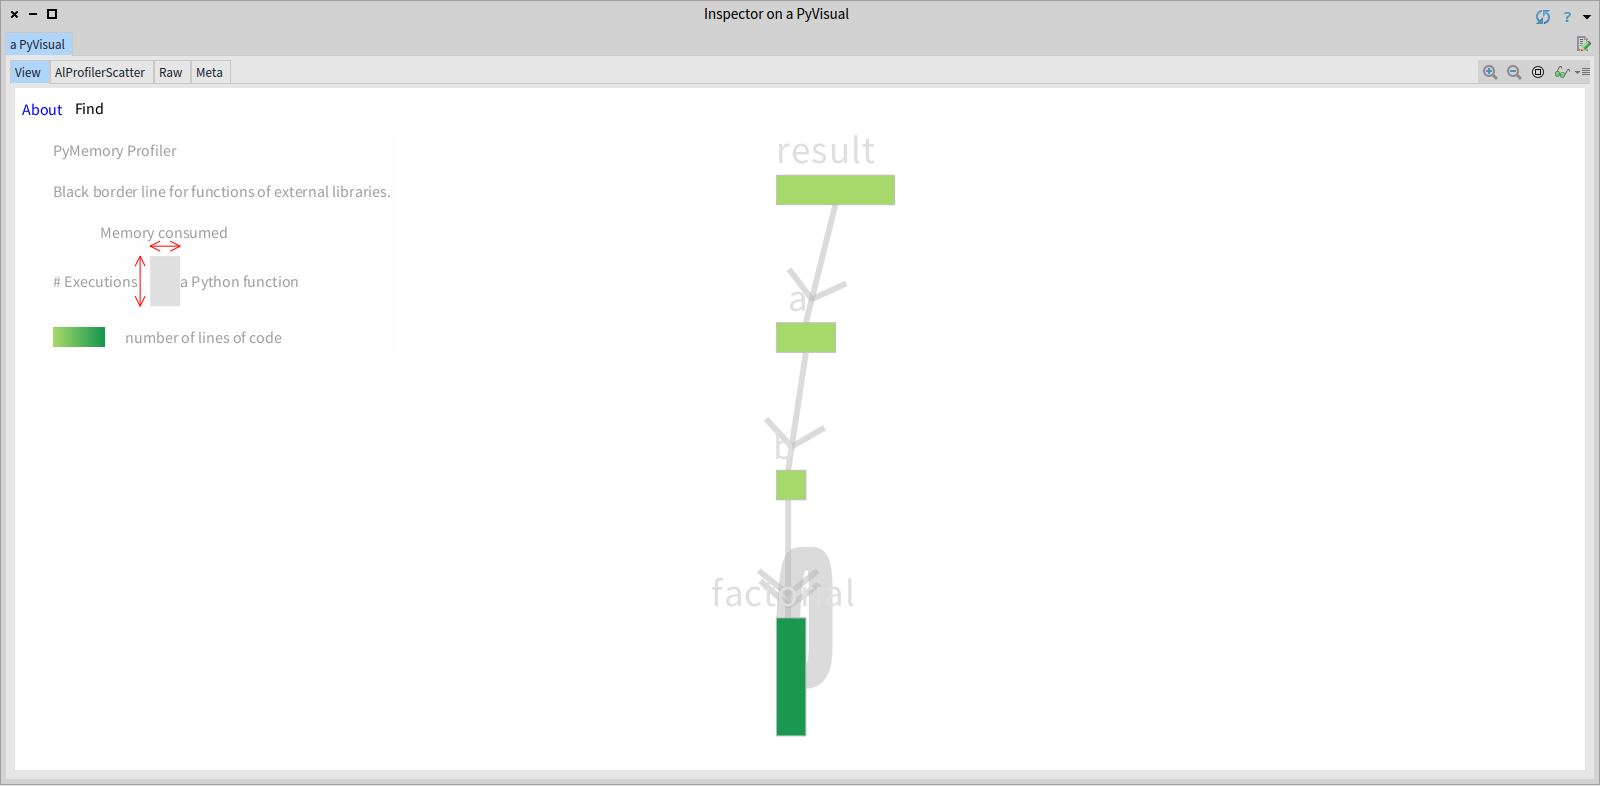 Inspector on a PyVisual
?
a PyVisual
View AlProfilerScatter Raw Meta
About Find
PyMemory Profiler
Black border line for functions of external libraries.
Memory consumed
# Executions a Python function
number of lines of code
result
a
b
factorial